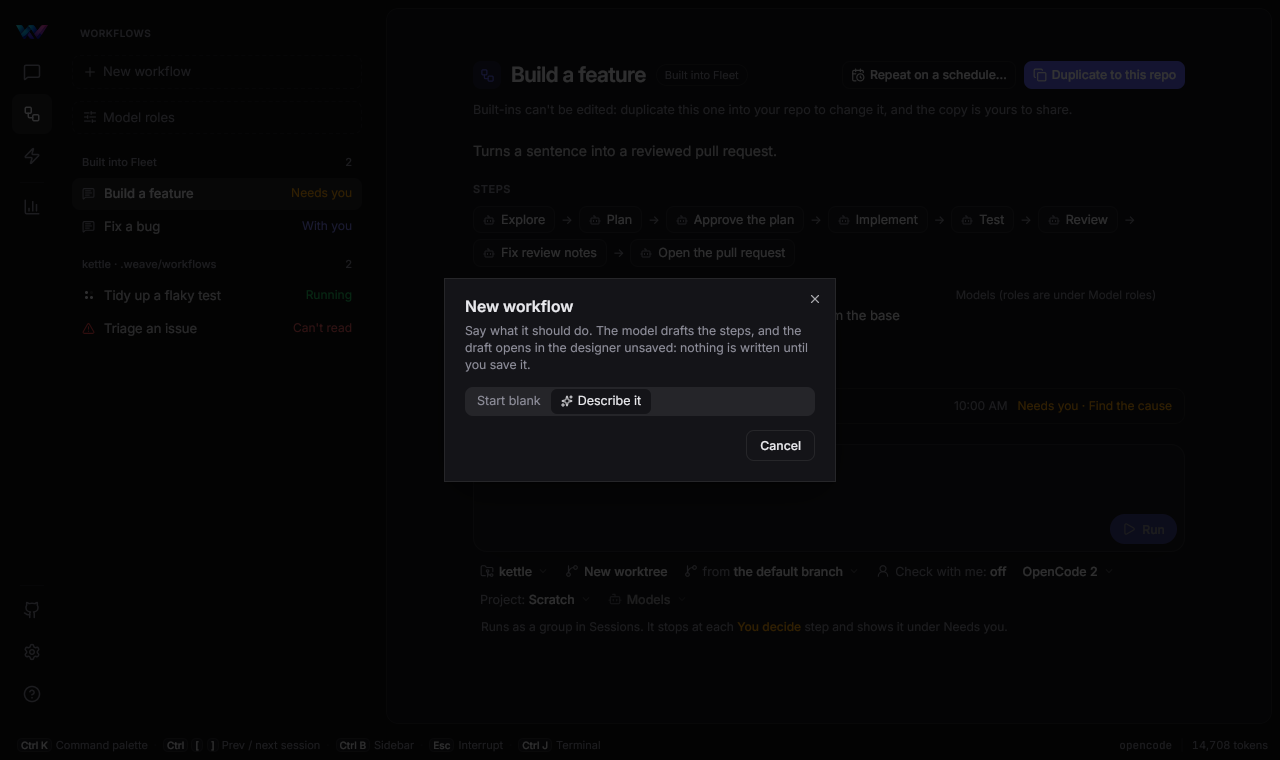 WORKFLOWS
New workflow
Model roles
Built into Fleet 2
Build a feature Needs you
Fix a bug With you
kettle · .weave/workflows 2
Tidy up a flaky test Running
Triage an issue Can't read
Build a feature Built into Fleet Repeat on a schedule... Duplicate to this repo
Built-ins can't be edited: duplicate this one into your repo to change it, and the copy is yours to share.
Turns a sentence into a reviewed pull request.
STEPS
Explore → Plan → Approve the plan → Implement → Test → Review →
Fix review notes → Open the pull request
Models (roles are under Model roles)
the base
10:00 AM Needs you · Find the cause
New workflow
Say what it should do. The model drafts the steps, and the
draft opens in the designer unsaved: nothing is written until
you save it.
Start blank Describe it
Cancel
Run
kettle New worktree from the default branch Check with me: off OpenCode 2
Project: Scratch Models
Runs as a group in Sessions. It stops at each You decide step and shows it under Needs you.
Ctrl K Command palette Ctrl [ ] Prev / next session Ctrl B Sidebar Esc Interrupt Ctrl J Terminal
opencode 14,708 tokens